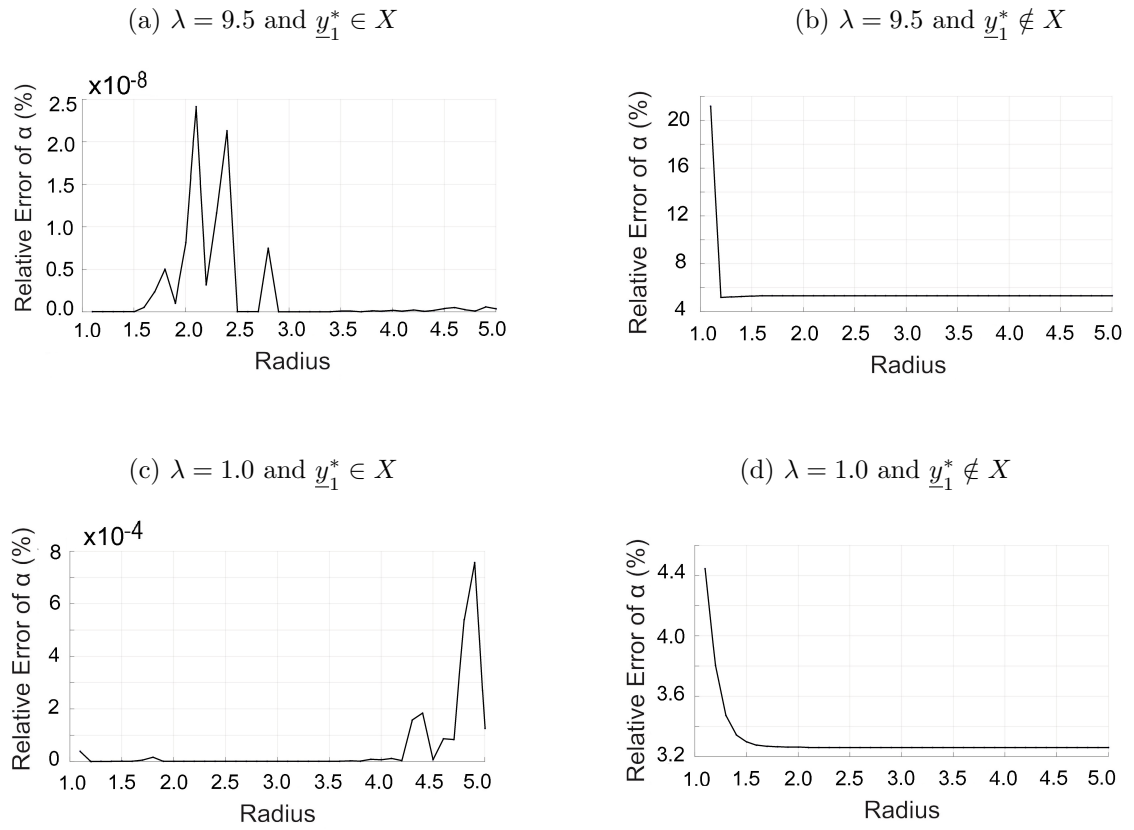 (a) λ = 9.5 and y₁* ∈ X
(b) λ = 9.5 and y₁* ∉ X
x10-8
Relative Error of α (%)
2.5
2.0
1.5
1.0
0.5
0.0
1.0 1.5 2.0 2.5 3.0 3.5 4.0 4.5 5.0
Radius
Relative Error of α (%)
20
16
12
8
4
1.0 1.5 2.0 2.5 3.0 3.5 4.0 4.5 5.0
Radius
(c) λ = 1.0 and y₁* ∈ X
(d) λ = 1.0 and y₁* ∉ X
x10-4
Relative Error of α (%)
8
6
4
2
0
1.0 1.5 2.0 2.5 3.0 3.5 4.0 4.5 5.0
Radius
Relative Error of α (%)
4.4
4.0
3.6
3.2
1.0 1.5 2.0 2.5 3.0 3.5 4.0 4.5 5.0
Radius